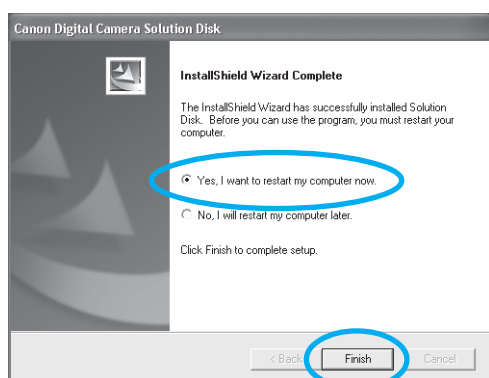 Canon Digital Camera Solution Disk
InstallShield Wizard Complete
The InstallShield Wizard has successfully installed Solution
Disk. Before you can use the program, you must restart your
computer.
Yes, I want to restart my computer now.
No, I will restart my computer later.
Click Finish to complete setup.
< Back Finish Cancel